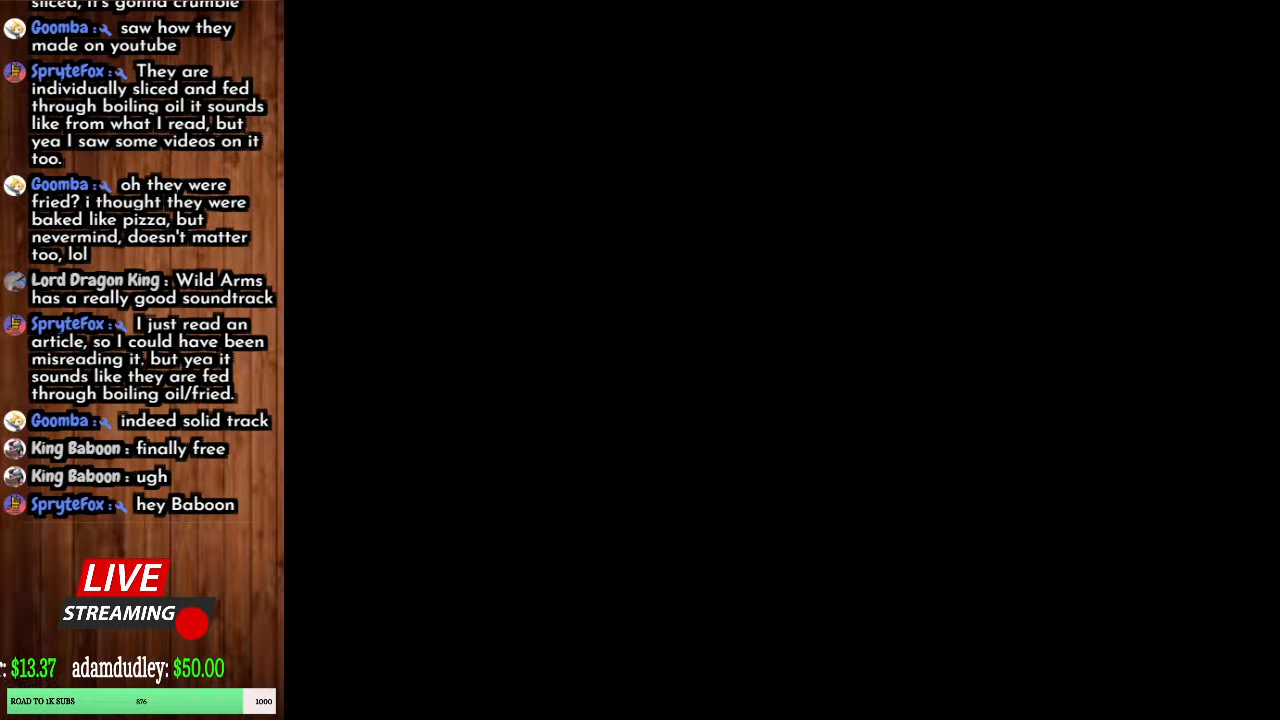 sliced, it's gonna crumble
Goomba : saw how they
made on youtube
SpryteFox : They are
individually sliced and fed
through boiling oil it sounds
like from what I read, but
yea I saw some videos on it
too.
Goomba : oh they were
fried? i thought they were
baked like pizza, but
nevermind, doesn't matter
too, lol
Lord Dragon King : Wild Arms
has a really good soundtrack
SpryteFox : I just read an
article, so I could have been
misreading it. but yea it
sounds like they are fed
through boiling oil/fried.
Goomba : indeed solid track
King Baboon : finally free
King Baboon : ugh
SpryteFox : hey Baboon
LIVE
STREAMING
r: $13.37 adamdudley: $50.00
ROAD TO 1K SUBS 876 1000